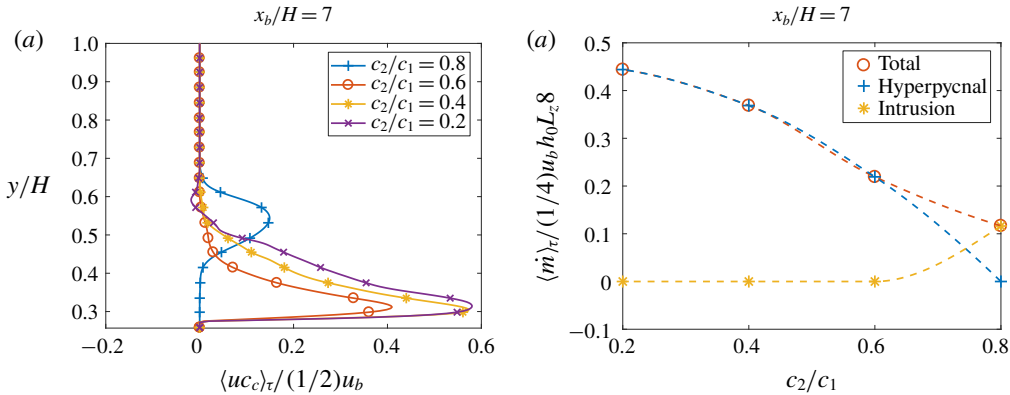 x_b/H = 7
(a)
1.0
0.9
0.8
0.7
0.6
0.5
0.4
0.3
y/H
c_2/c_1 = 0.8
c_2/c_1 = 0.6
c_2/c_1 = 0.4
c_2/c_1 = 0.2
−0.2
0
0.2
0.4
0.6
⟨uc_c⟩_τ/(1/2)u_b
x_b/H = 7
(a)
0.5
0.4
0.3
0.2
0.1
0
−0.1
⟨ṁ⟩_τ/(1/4)u_b h_0 L_z 8
Total
Hyperpycnal
Intrusion
0.2
0.4
0.6
0.8
c_2/c_1